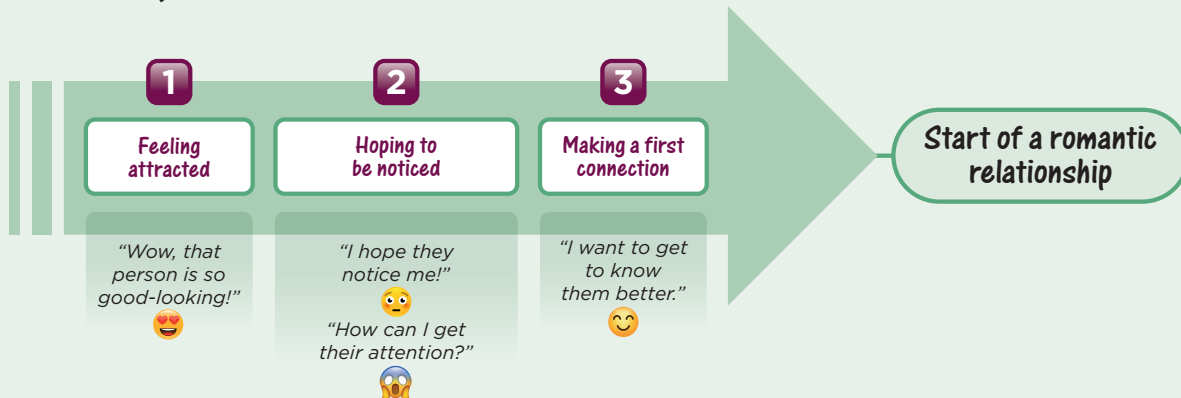 1
Feeling
attracted
“Wow, that
person is so
good-looking!”
2
Hoping to
be noticed
“I hope they
notice me!”
“How can I get
their attention?”
3
Making a first
connection
“I want to get
to know
them better.”
Start of a romantic
relationship